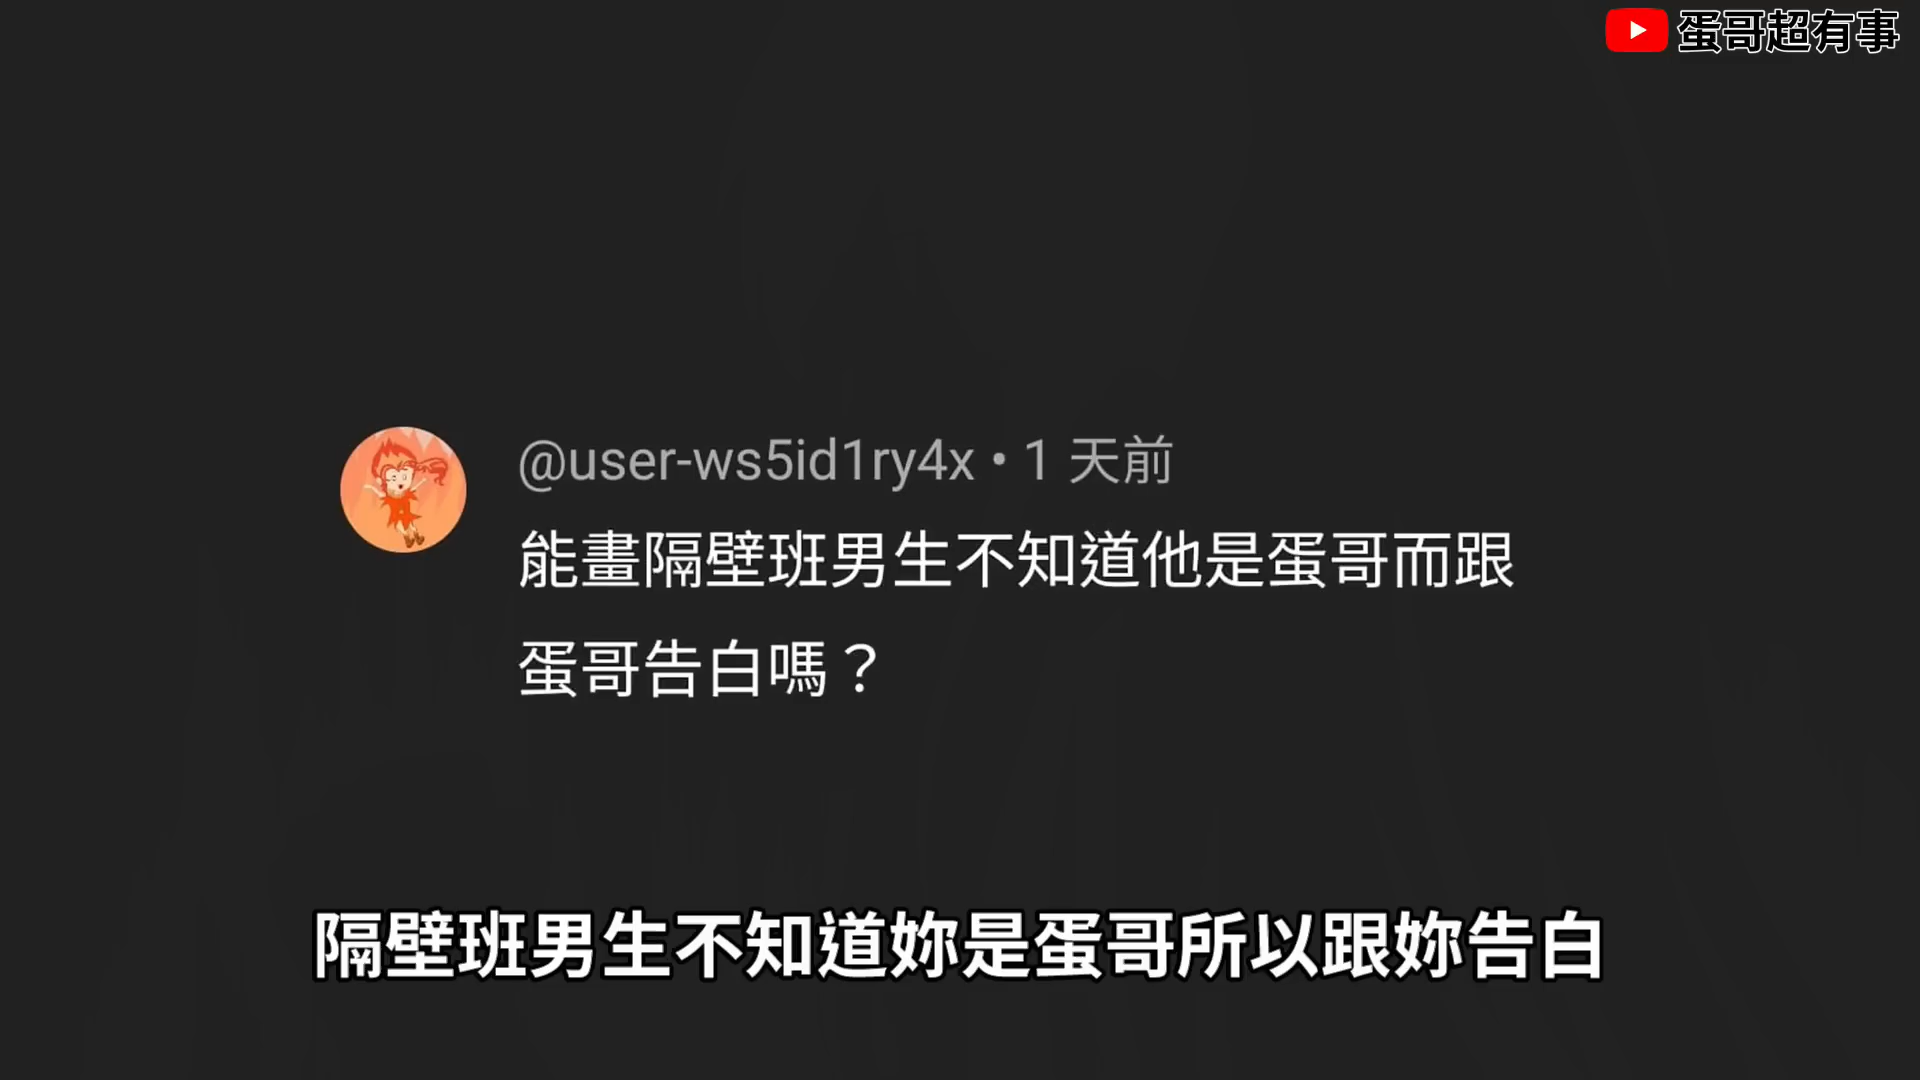 蛋哥超有事
@user-ws5id1ry4x • 1 天前
能畫隔壁班男生不知道他是蛋哥而跟
蛋哥告白嗎？
隔壁班男生不知道妳是蛋哥所以跟妳告白